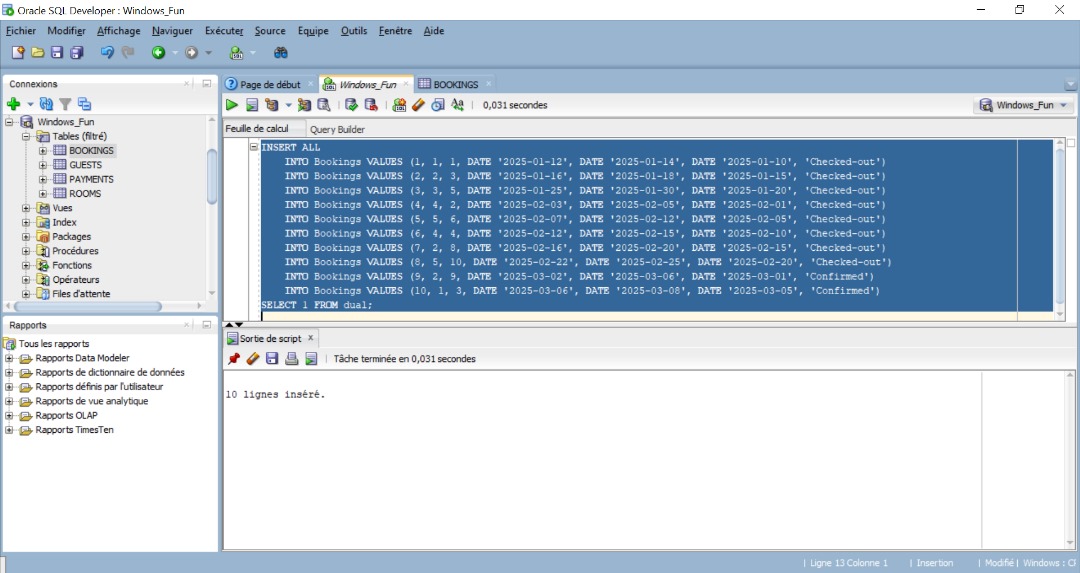 Oracle SQL Developer : Windows_Fun
Fichier Modifier Affichage Naviguer Exécuter Source Equipe Outils Fenêtre Aide
Connexions
Windows_Fun
Tables (filtré)
BOOKINGS
GUESTS
PAYMENTS
ROOMS
Vues
Index
Packages
Procédures
Fonctions
Opérateurs
Files d'attente
Rapports
Tous les rapports
Rapports Data Modeler
Rapports de dictionnaire de données
Rapports définis par l'utilisateur
Rapports de vue analytique
Rapports OLAP
Rapports TimesTen
Page de début Windows_Fun BOOKINGS
0,031 secondes Windows_Fun
Feuille de calcul Query Builder
INSERT ALL
INTO Bookings VALUES (1, 1, 1, DATE '2025-01-12', DATE '2025-01-14', DATE '2025-01-10', 'Checked-out')
INTO Bookings VALUES (2, 2, 3, DATE '2025-01-16', DATE '2025-01-18', DATE '2025-01-15', 'Checked-out')
INTO Bookings VALUES (3, 3, 5, DATE '2025-01-25', DATE '2025-01-30', DATE '2025-01-20', 'Checked-out')
INTO Bookings VALUES (4, 4, 2, DATE '2025-02-03', DATE '2025-02-05', DATE '2025-02-01', 'Checked-out')
INTO Bookings VALUES (5, 5, 6, DATE '2025-02-07', DATE '2025-02-12', DATE '2025-02-05', 'Checked-out')
INTO Bookings VALUES (6, 4, 4, DATE '2025-02-12', DATE '2025-02-15', DATE '2025-02-10', 'Checked-out')
INTO Bookings VALUES (7, 2, 8, DATE '2025-02-16', DATE '2025-02-20', DATE '2025-02-15', 'Checked-out')
INTO Bookings VALUES (8, 5, 10, DATE '2025-02-22', DATE '2025-02-25', DATE '2025-02-20', 'Checked-out')
INTO Bookings VALUES (9, 2, 9, DATE '2025-03-02', DATE '2025-03-06', DATE '2025-03-01', 'Confirmed')
INTO Bookings VALUES (10, 1, 3, DATE '2025-03-06', DATE '2025-03-08', DATE '2025-03-05', 'Confirmed')
SELECT 1 FROM dual;
Sortie de script
Tâche terminée en 0,031 secondes
10 lignes inséré.
Ligne 13 Colonne 1 Insertion Modifié Windows : Cl